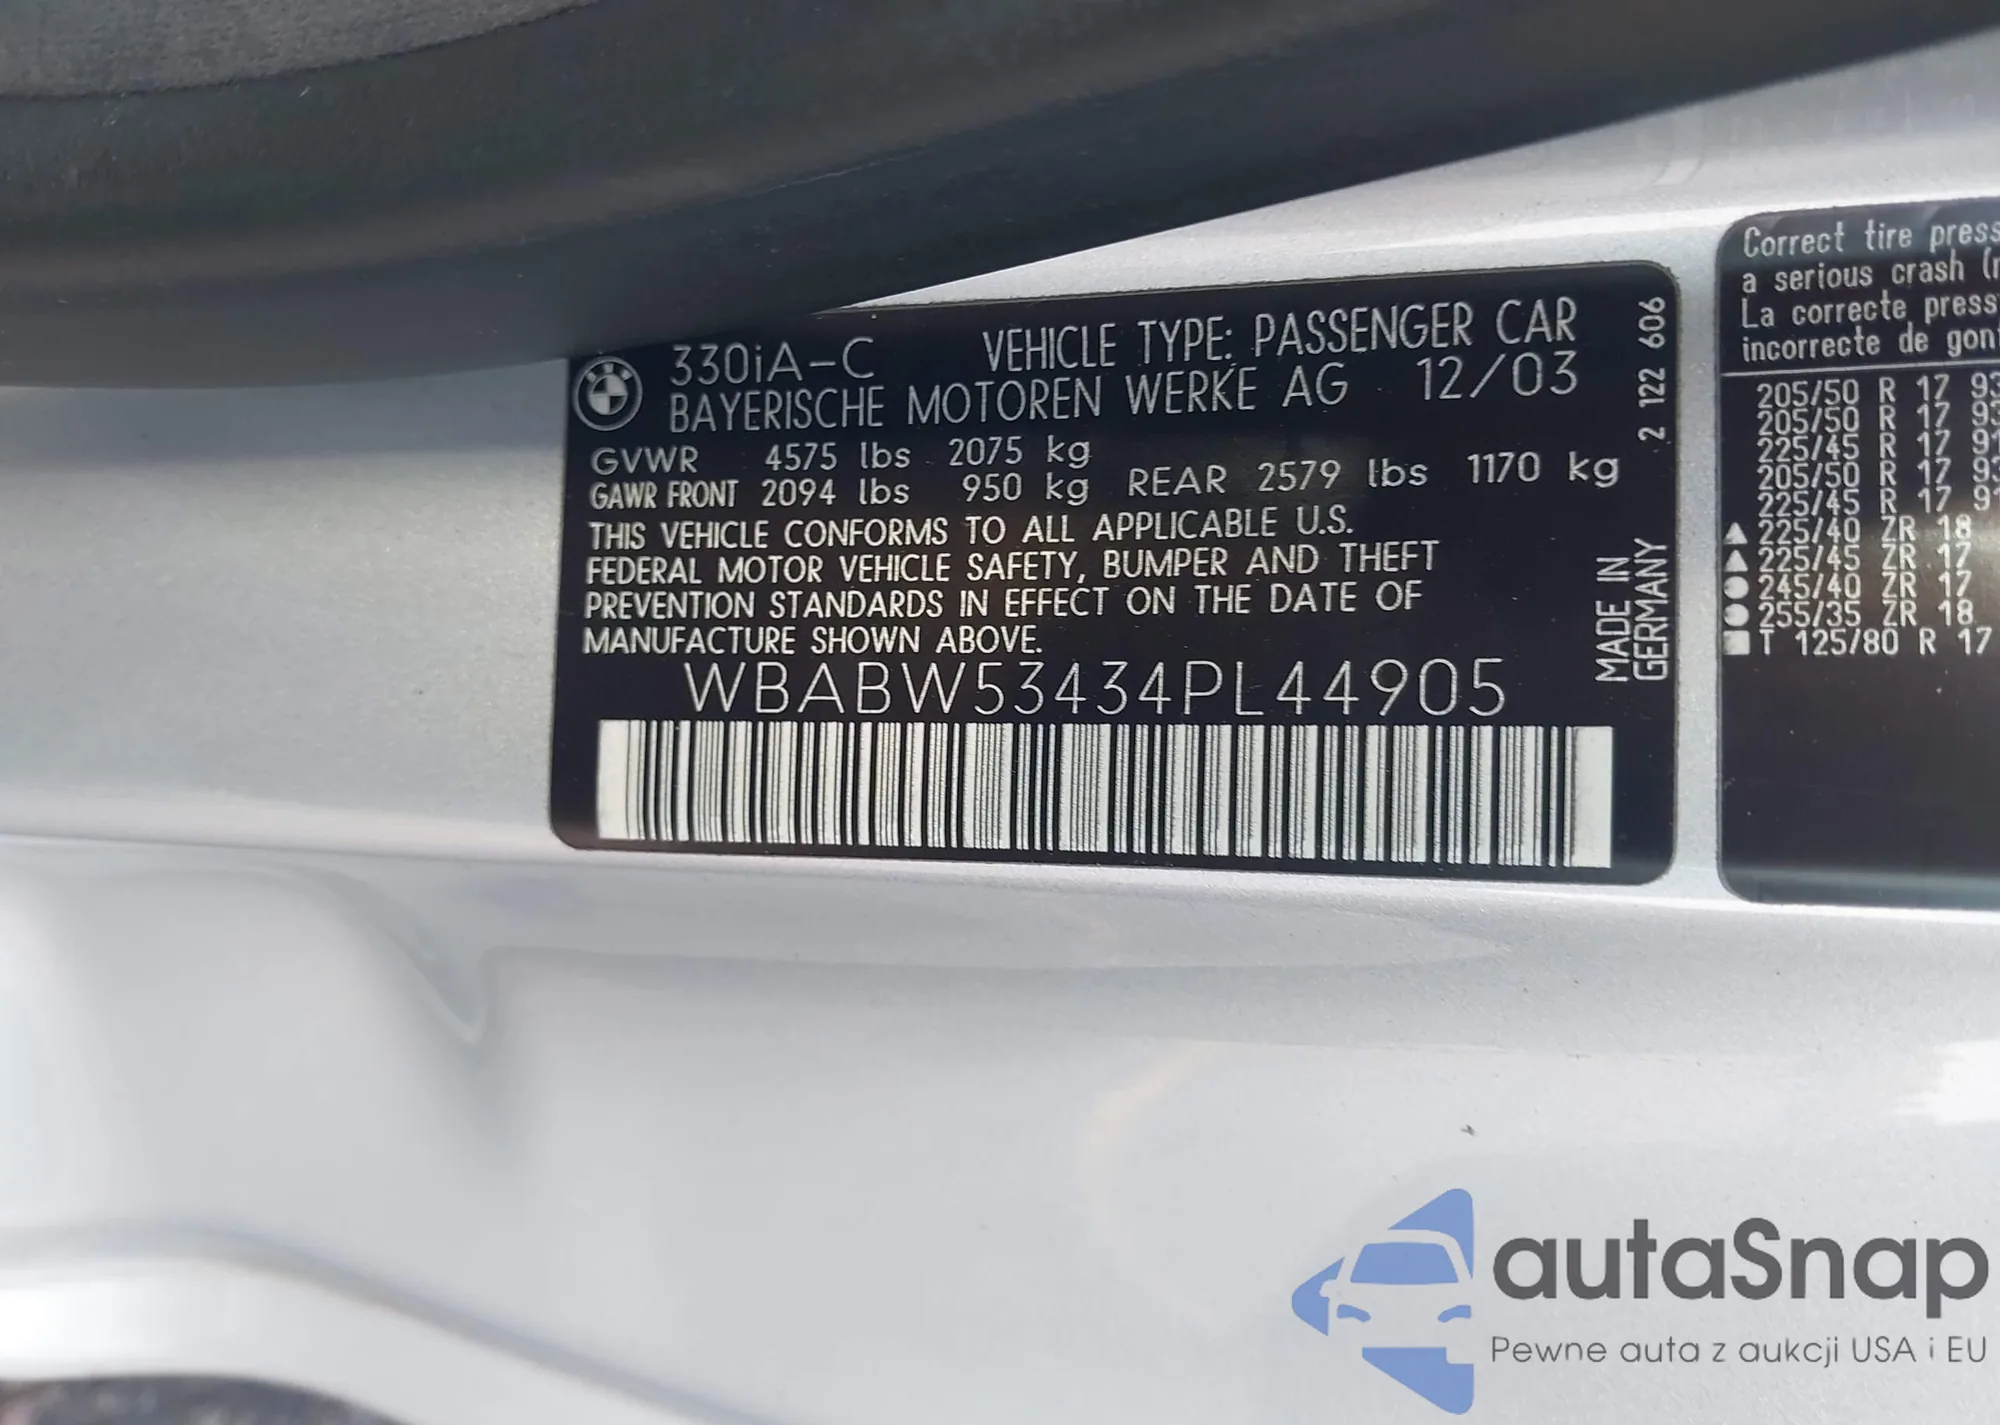 330iA-C VEHICLE TYPE: PASSENGER CAR
BAYERISCHE MOTOREN WERKE AG 12/03
GVWR 4575 lbs 2075 kg
GAWR FRONT 2094 lbs 950 kg REAR 2579 lbs 1170 kg
THIS VEHICLE CONFORMS TO ALL APPLICABLE U.S.
FEDERAL MOTOR VEHICLE SAFETY, BUMPER AND THEFT
PREVENTION STANDARDS IN EFFECT ON THE DATE OF
MANUFACTURE SHOWN ABOVE.
WBABW53434PL44905
2 122 606
MADE IN
GERMANY
Correct tire press
a serious crash (r
La correcte press
incorrecte de gon
205/50 R 17 93
205/50 R 17 93
225/45 R 17 91
205/50 R 17 93
225/45 R 17 91
▲ 225/40 ZR 18
▲ 225/45 ZR 17
● 245/40 ZR 17
● 255/35 ZR 18
■ T 125/80 R 17
autaSnap
Pewne auta z aukcji USA i EU